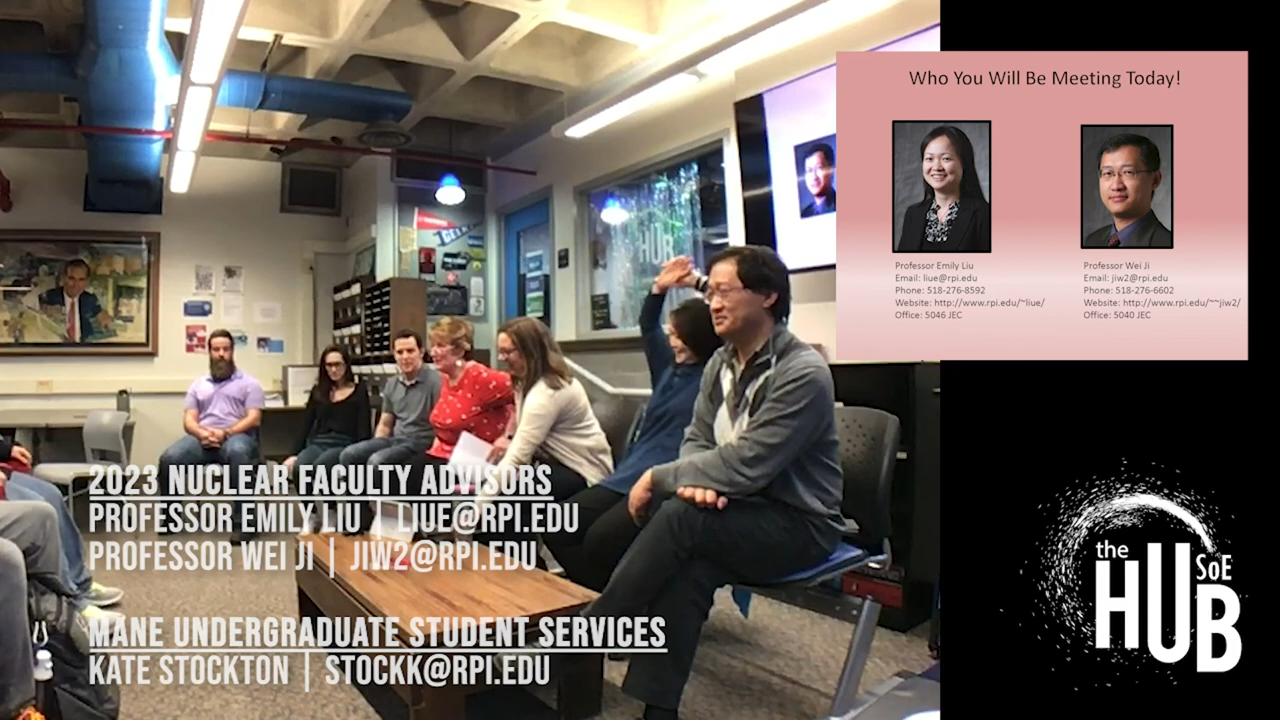 Who You Will Be Meeting Today!
Professor Emily Liu
Email: liue@rpi.edu
Phone: 518-276-8592
Website: http://www.rpi.edu/~liue/
Office: 5046 JEC
Professor Wei Ji
Email: jiw2@rpi.edu
Phone: 518-276-6602
Website: http://www.rpi.edu/~~jiw2/
Office: 5040 JEC
HUB
2023 NUCLEAR FACULTY ADVISORS
PROFESSOR EMILY LIU | LIUE@RPI.EDU
PROFESSOR WEI JI | JIW2@RPI.EDU
MANE UNDERGRADUATE STUDENT SERVICES
KATE STOCKTON | STOCKK@RPI.EDU
the HUB SoE